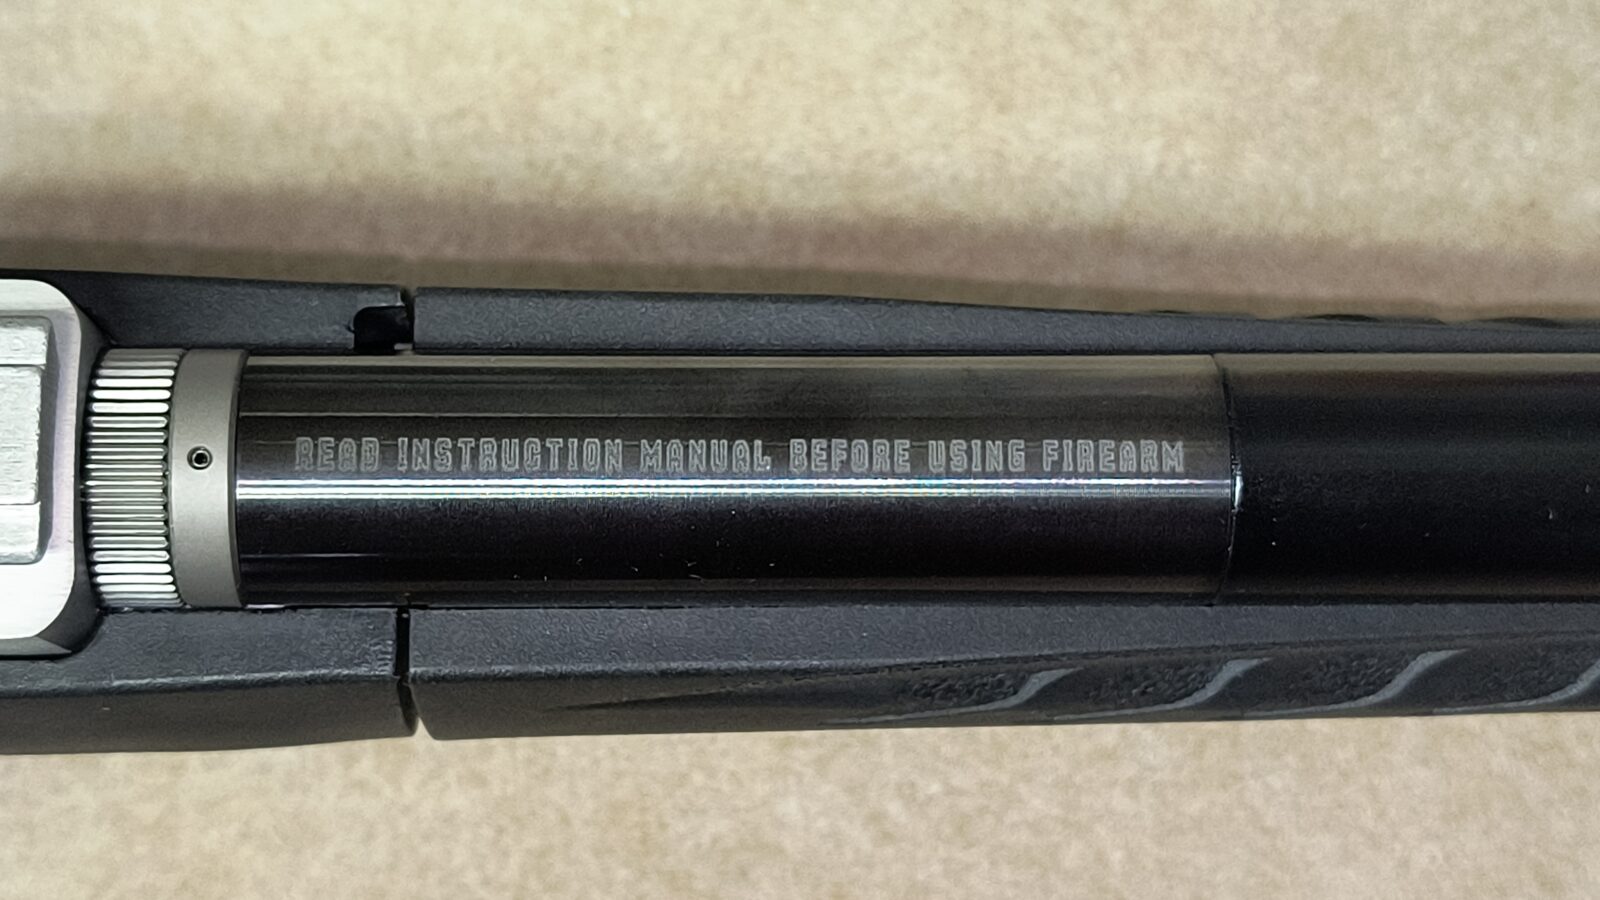 READ INSTRUCTION MANUAL BEFORE USING FIREARM